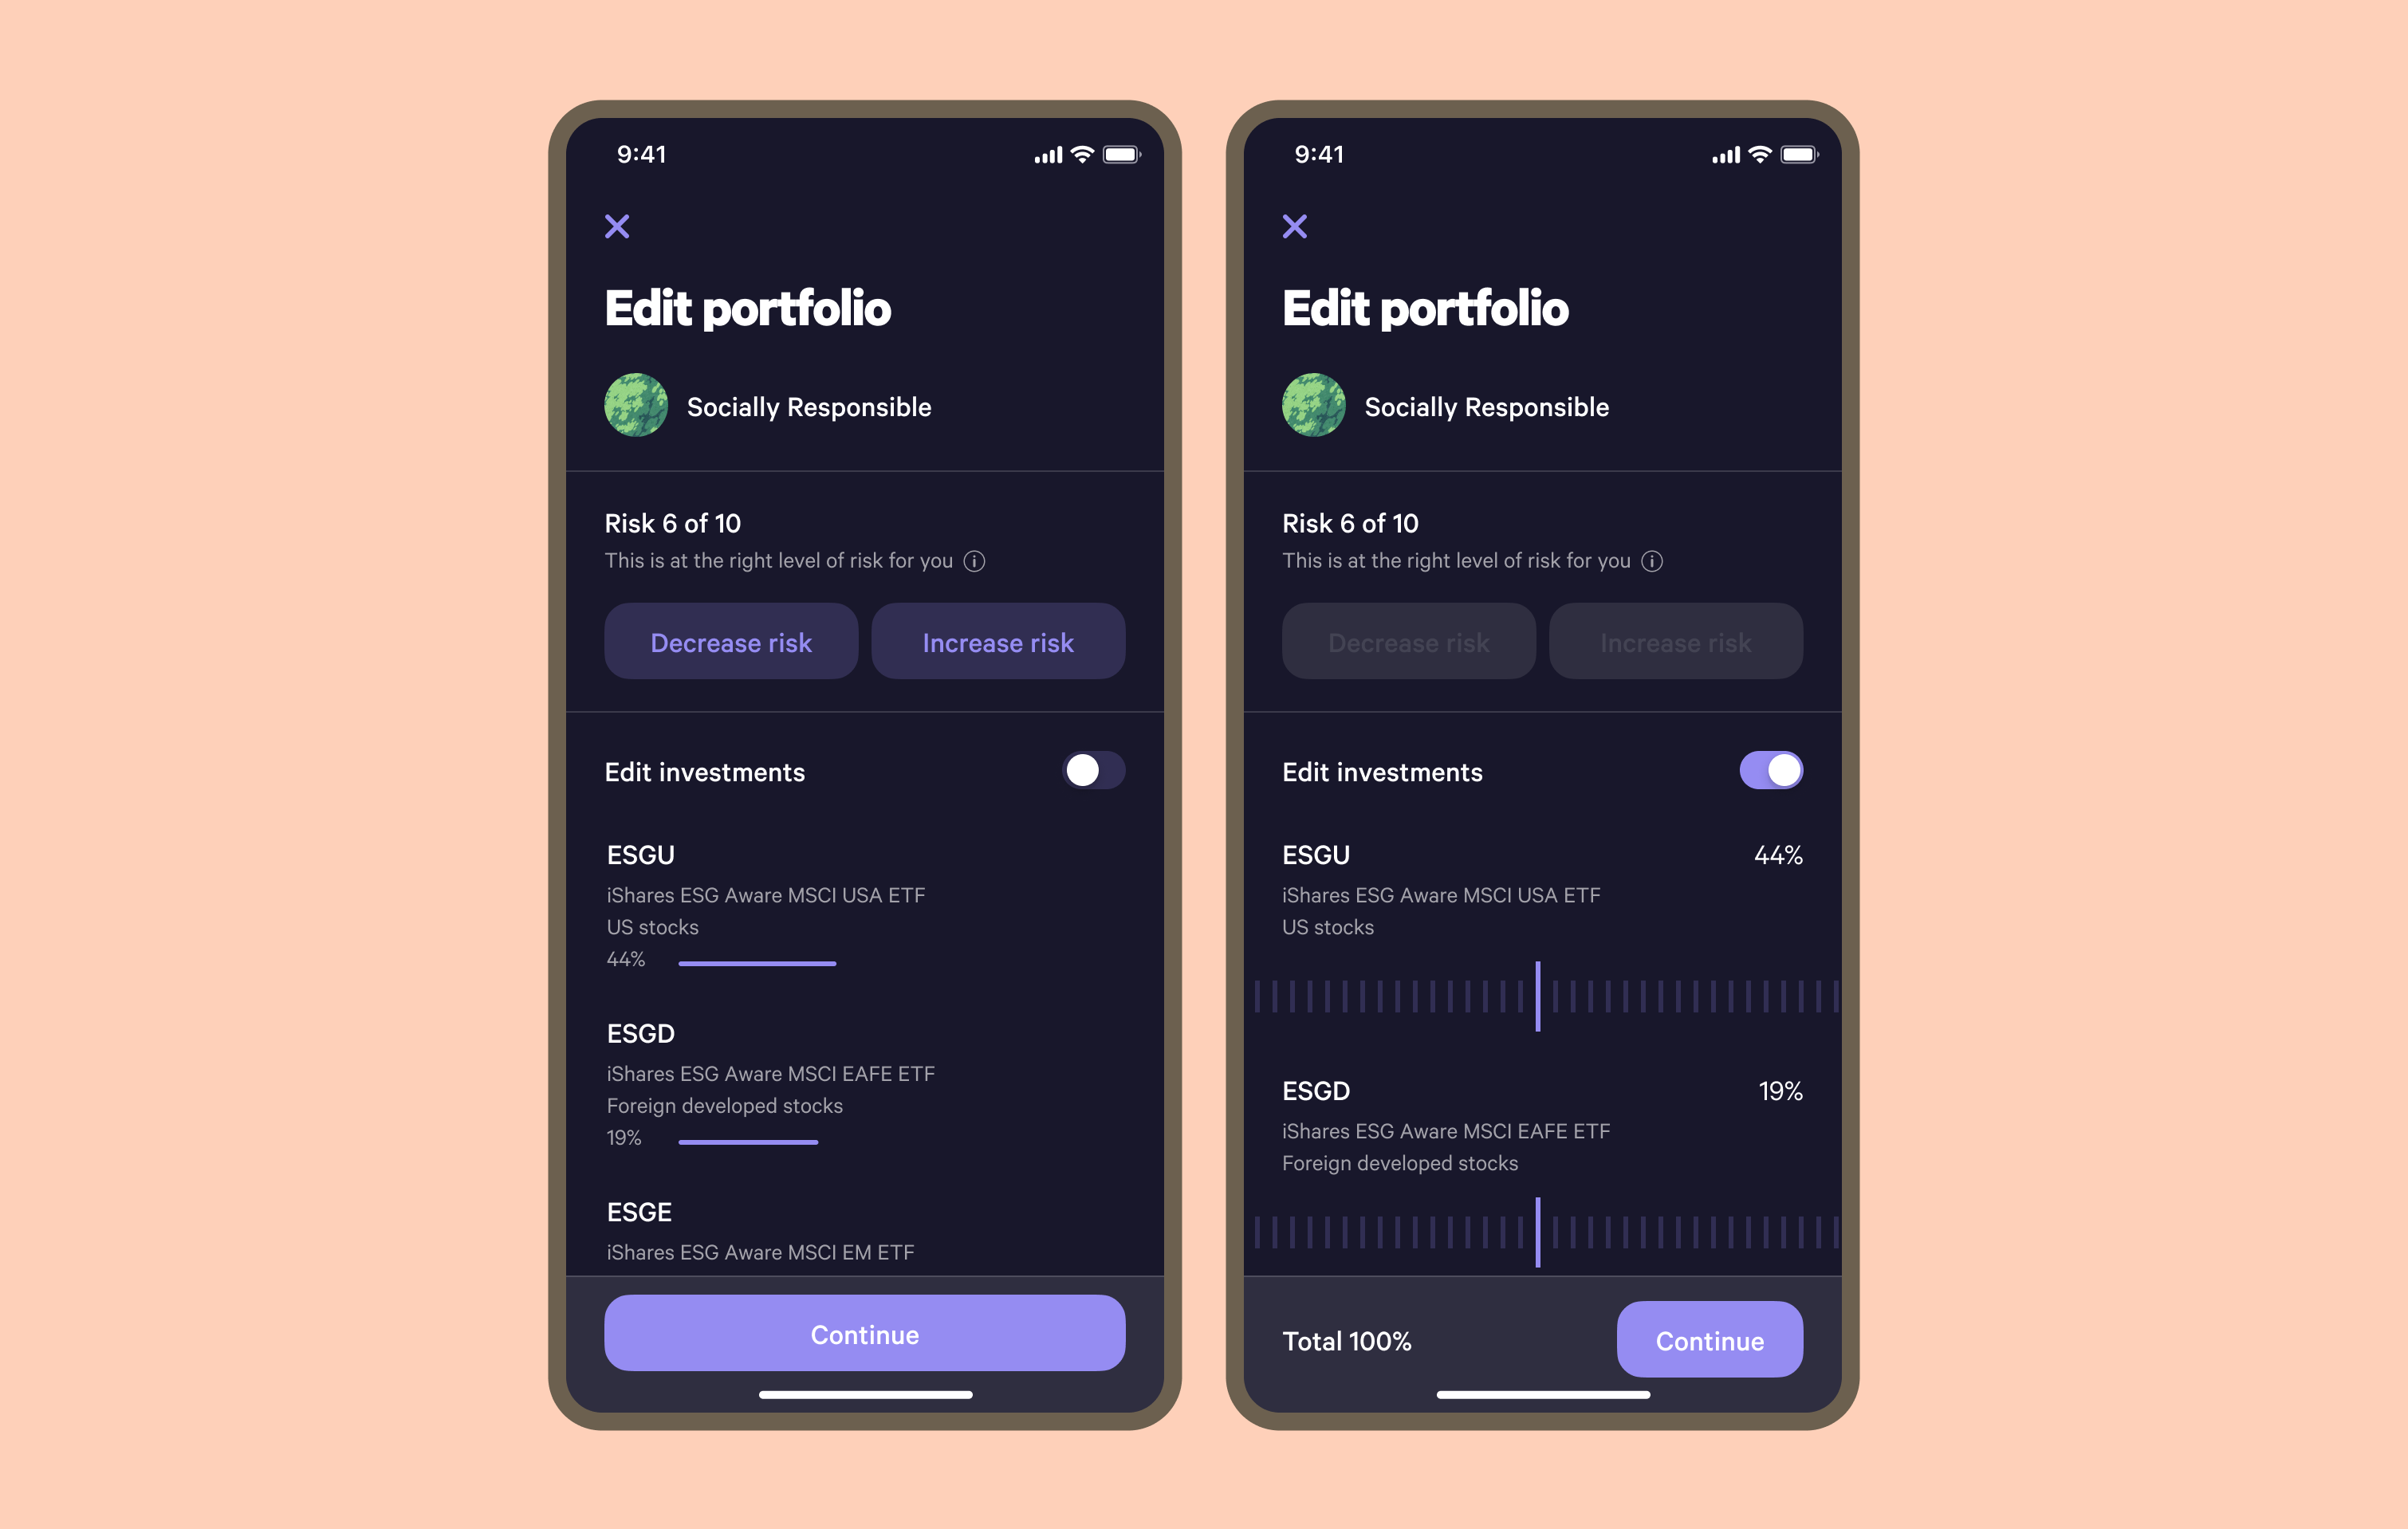 9:41
Edit portfolio
Socially Responsible
Risk 6 of 10
This is at the right level of risk for you
Decrease risk
Increase risk
Edit investments
ESGU
iShares ESG Aware MSCI USA ETF
US stocks
44%
ESGD
iShares ESG Aware MSCI EAFE ETF
Foreign developed stocks
19%
ESGE
iShares ESG Aware MSCI EM ETF
Continue
9:41
Edit portfolio
Socially Responsible
Risk 6 of 10
This is at the right level of risk for you
Decrease risk
Increase risk
Edit investments
ESGU
44%
iShares ESG Aware MSCI USA ETF
US stocks
ESGD
19%
iShares ESG Aware MSCI EAFE ETF
Foreign developed stocks
Total 100%
Continue